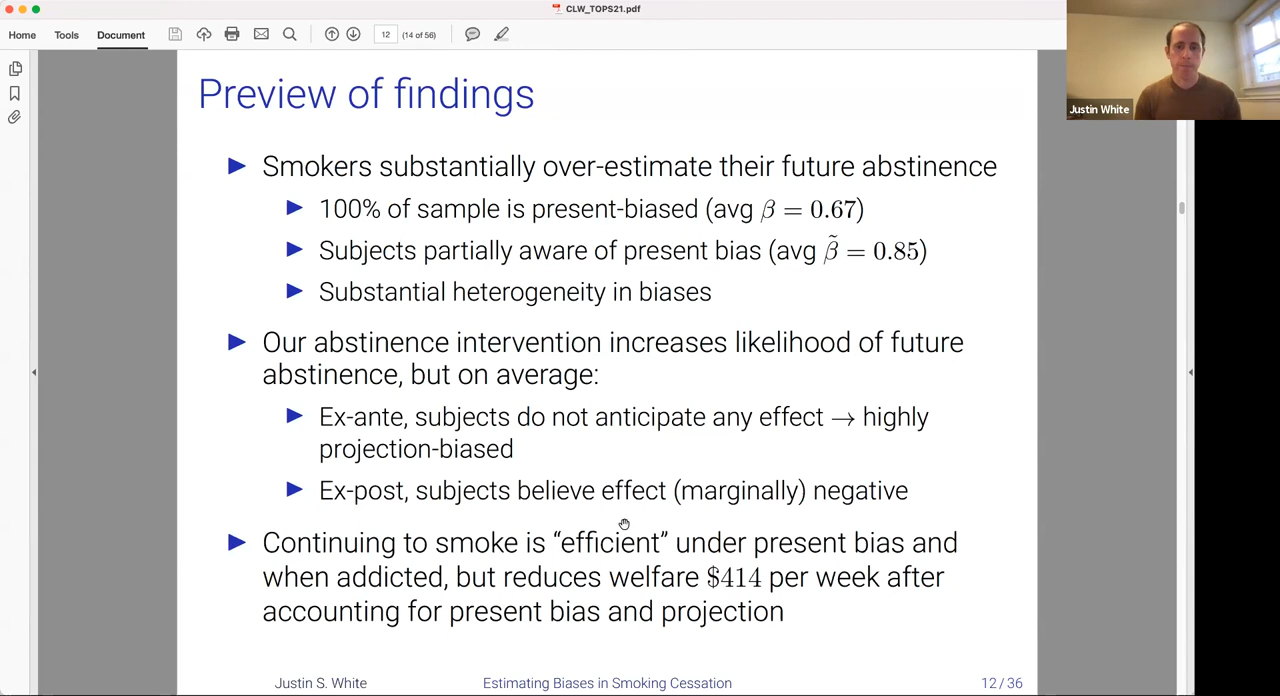 CLW_TOPS21.pdf
Home Tools Document 12 (14 of 56)
Justin White
Preview of findings
▶ Smokers substantially over-estimate their future abstinence
▶ 100% of sample is present-biased (avg β = 0.67)
▶ Subjects partially aware of present bias (avg β̃ = 0.85)
▶ Substantial heterogeneity in biases
▶ Our abstinence intervention increases likelihood of future
abstinence, but on average:
▶ Ex-ante, subjects do not anticipate any effect → highly
projection-biased
▶ Ex-post, subjects believe effect (marginally) negative
▶ Continuing to smoke is “efficient” under present bias and
when addicted, but reduces welfare $414 per week after
accounting for present bias and projection
Justin S. White Estimating Biases in Smoking Cessation 12 / 36